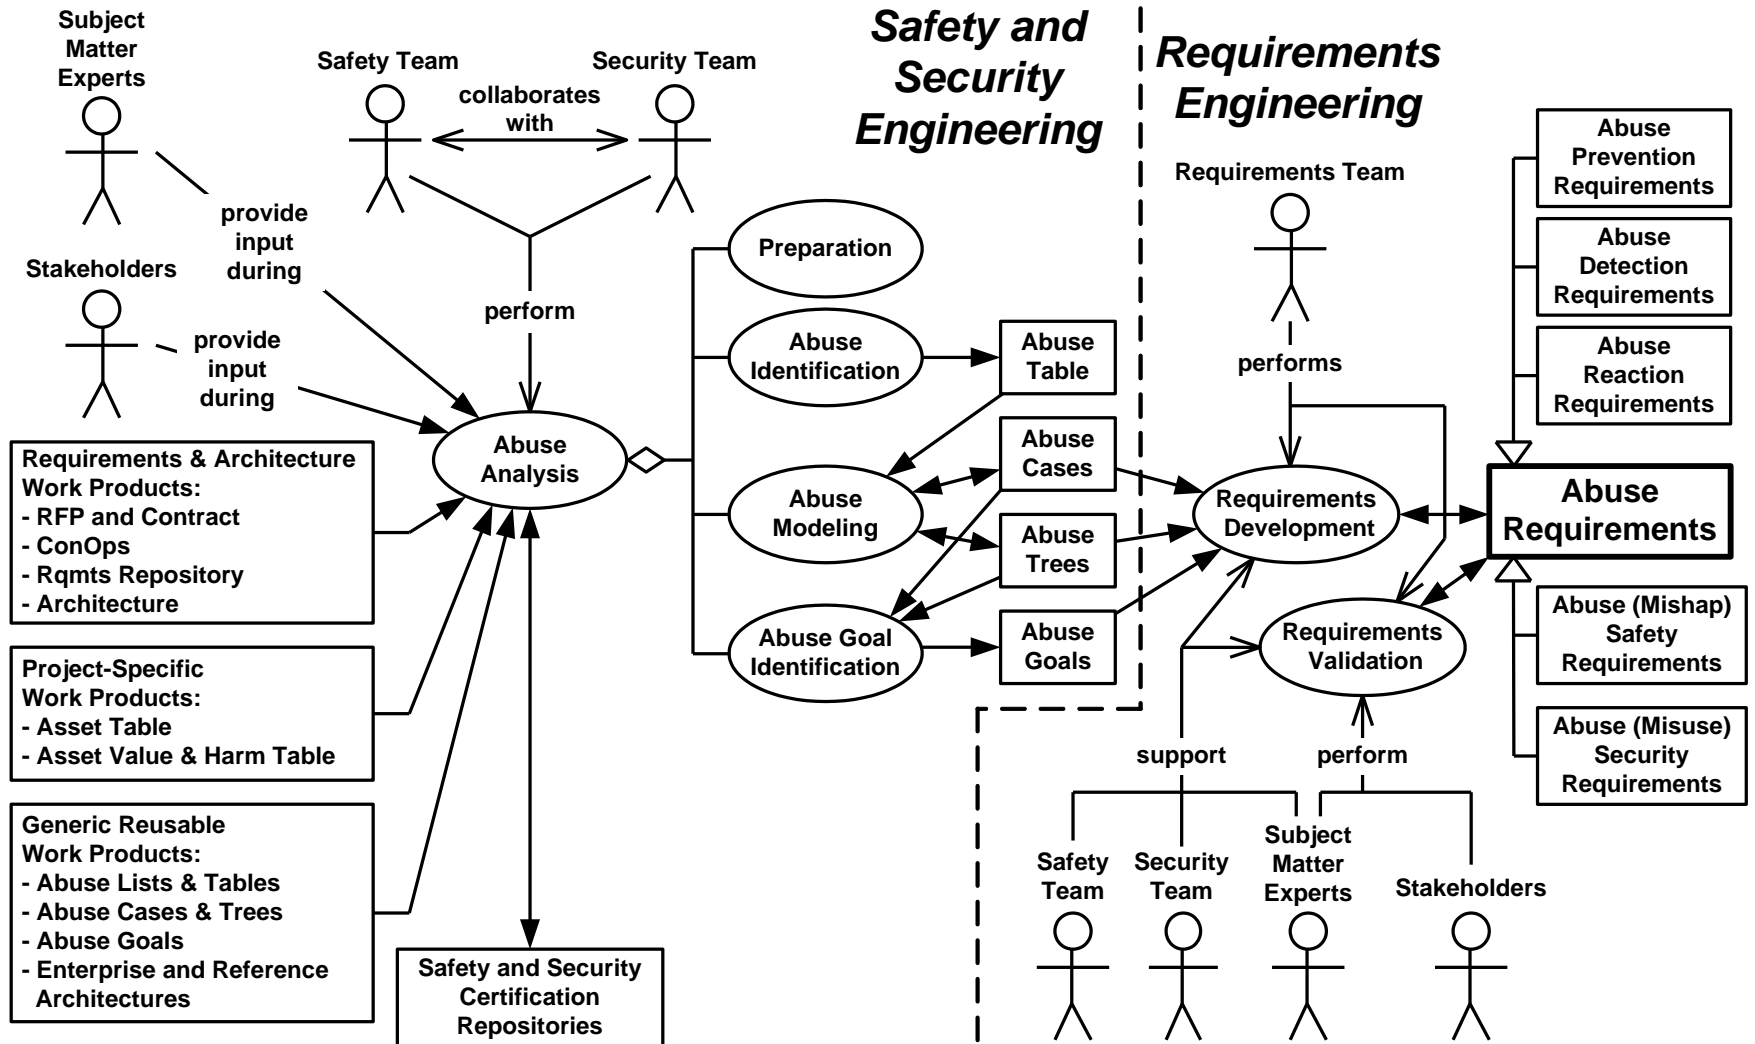 Subject
Matter
Experts
Safety Team
Security Team
collaborates
with
Safety and
Security
Engineering
Requirements
Engineering
Requirements Team
Abuse
Prevention
Requirements
Abuse
Detection
Requirements
Abuse
Reaction
Requirements
provide
input
during
Stakeholders
provide
input
during
perform
performs
Preparation
Abuse
Identification
Abuse
Table
Abuse
Analysis
Abuse
Modeling
Abuse
Cases
Abuse
Trees
Abuse Goal
Identification
Abuse
Goals
Requirements
Development
Requirements
Validation
Abuse
Requirements
Abuse (Mishap)
Safety
Requirements
Abuse (Misuse)
Security
Requirements
Requirements & Architecture
Work Products:
- RFP and Contract
- ConOps
- Rqmts Repository
- Architecture
Project-Specific
Work Products:
- Asset Table
- Asset Value & Harm Table
Generic Reusable
Work Products:
- Abuse Lists & Tables
- Abuse Cases & Trees
- Abuse Goals
- Enterprise and Reference
Architectures
Safety and Security
Certification
Repositories
support
perform
Safety
Team
Security
Team
Subject
Matter
Experts
Stakeholders